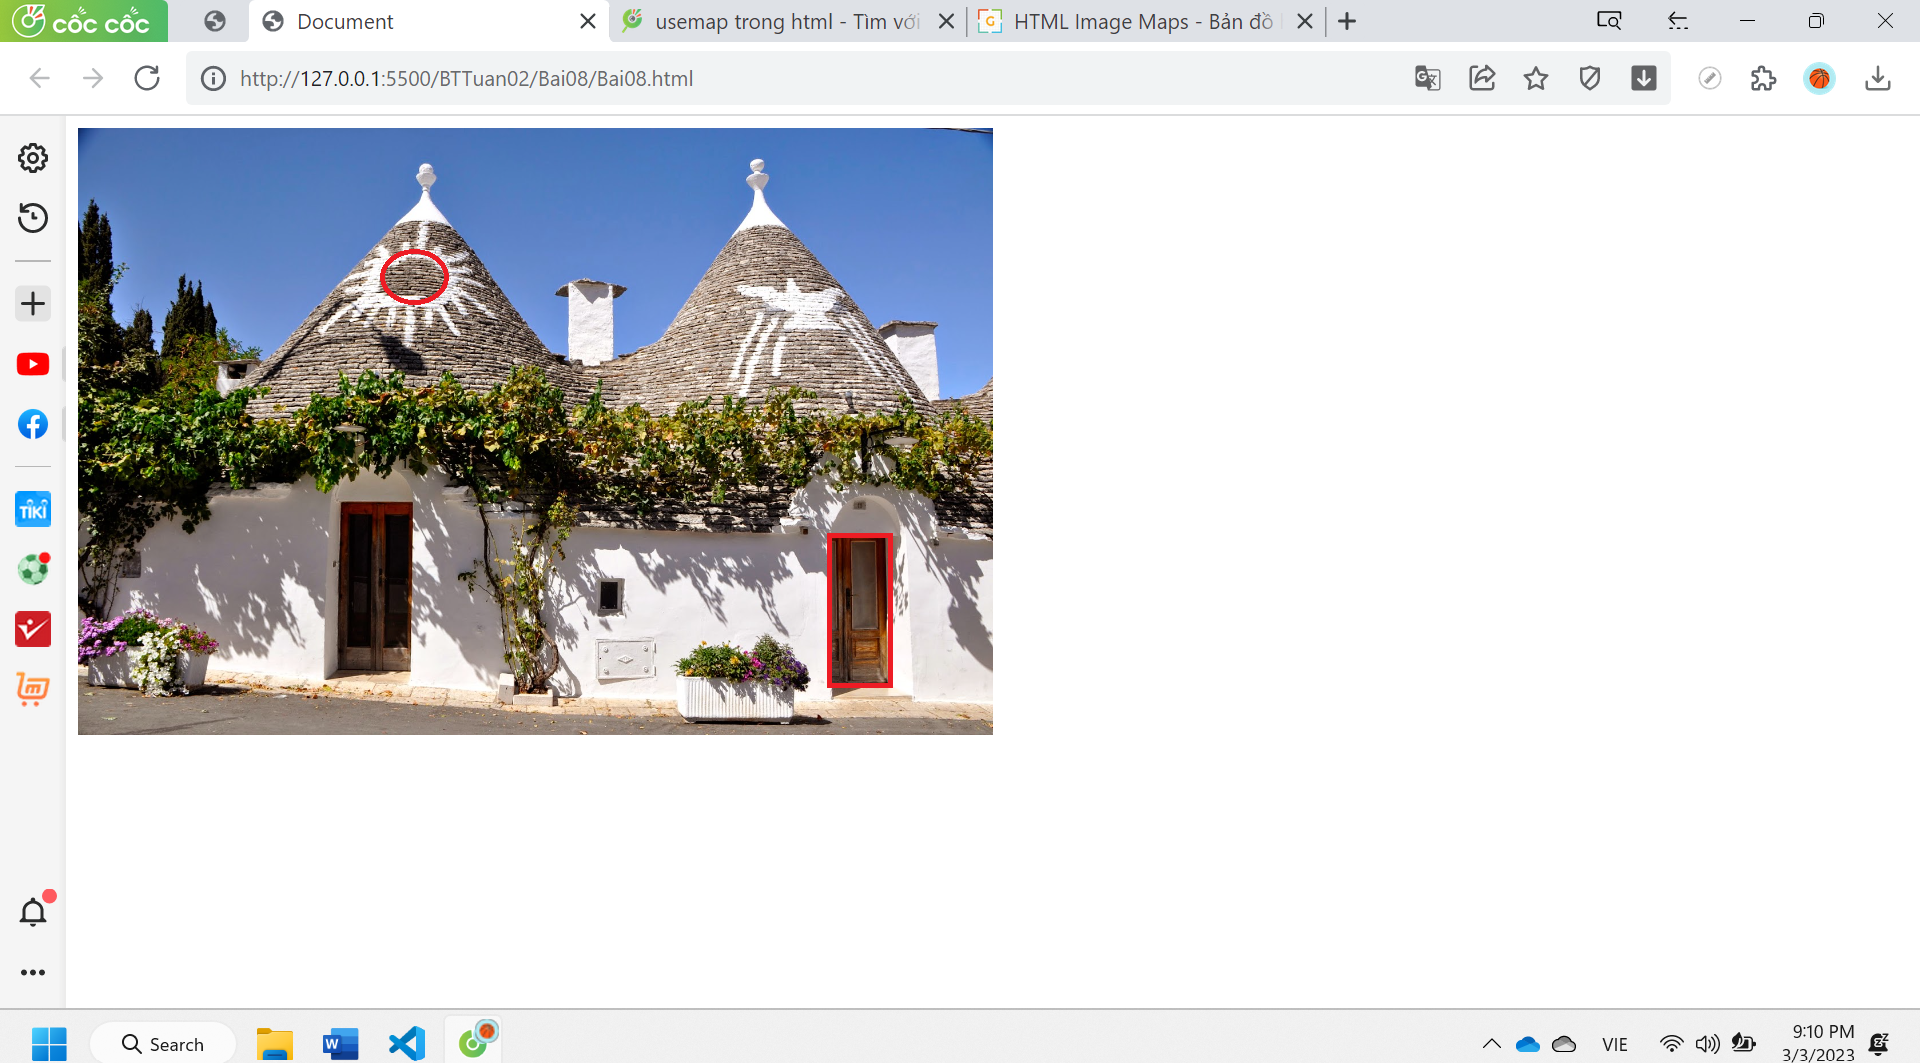 cốc cốc
Document
usemap trong html - Tìm với
HTML Image Maps - Bản đồ
http://127.0.0.1:5500/BTTuan02/Bai08/Bai08.html
TIKI
Search
VIE
9:10 PM
3/3/2023